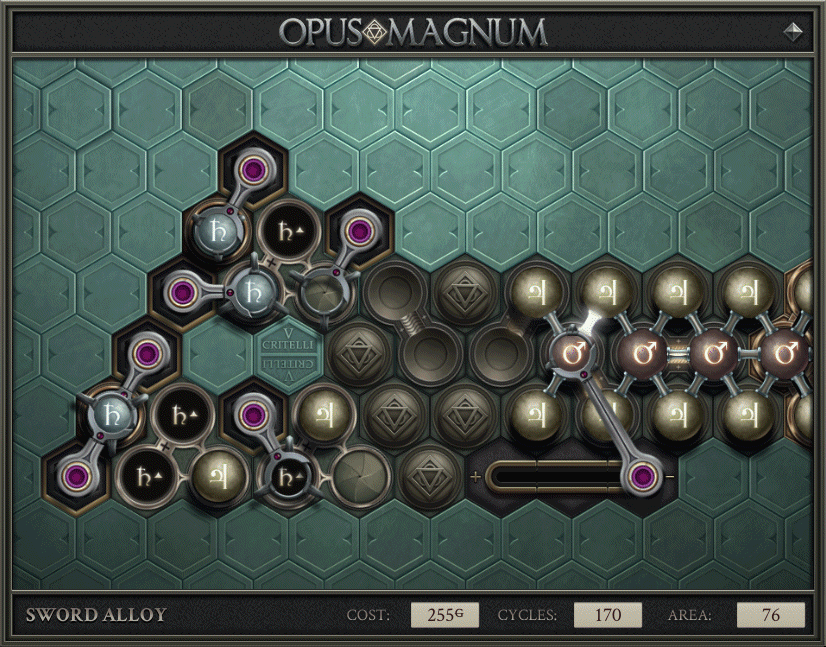 OPUS MAGNUM
V
CRITELLI
CRITELLI
V
SWORD ALLOY
COST:
255G
CYCLES:
170
AREA:
76